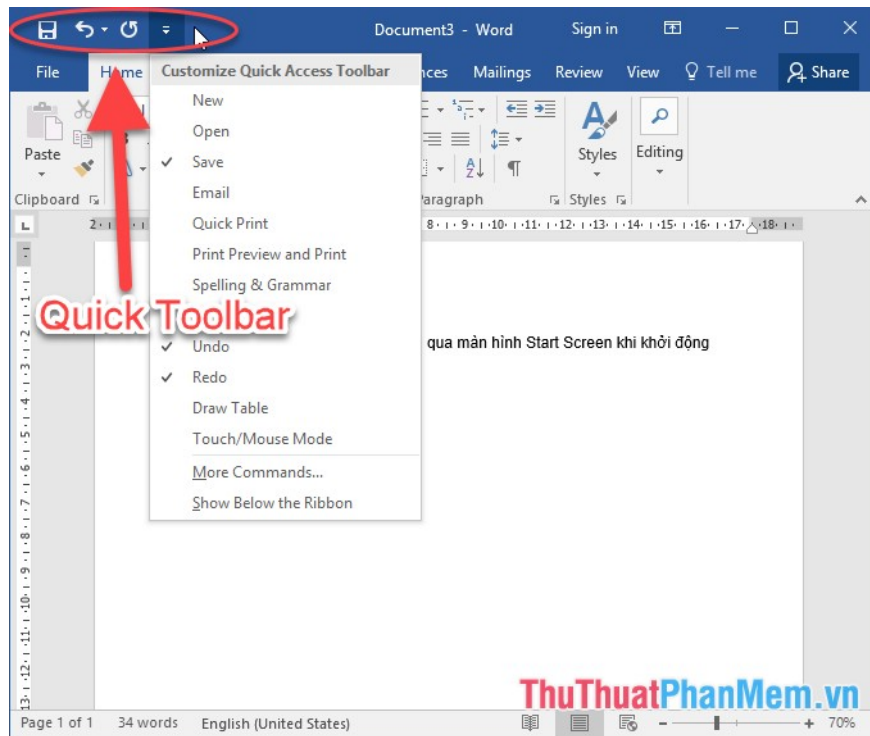 Document3 - Word Sign in
File Home Mailings Review View Tell me Share
Customize Quick Access Toolbar
New
Open
Save
Email
Quick Print
Print Preview and Print
Spelling & Grammar
Quick Toolbar
Undo
Redo
Draw Table
Touch/Mouse Mode
More Commands...
Show Below the Ribbon
Paste
Styles
Editing
Clipboard
Styles
qua màn hình Start Screen khi khởi động
ThuThuatPhanMem.vn
Page 1 of 1 34 words English (United States) 70%